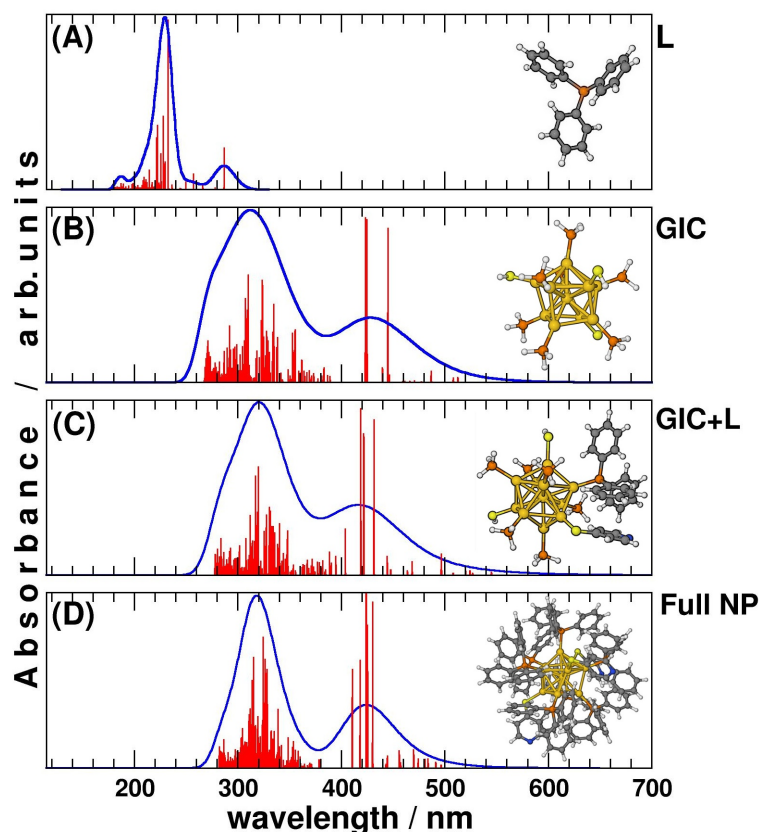 (A)
L
(B)
GIC
(C)
GIC+L
(D)
Full NP
Absorbance / arb.units
200 300 400 500 600 700
wavelength / nm